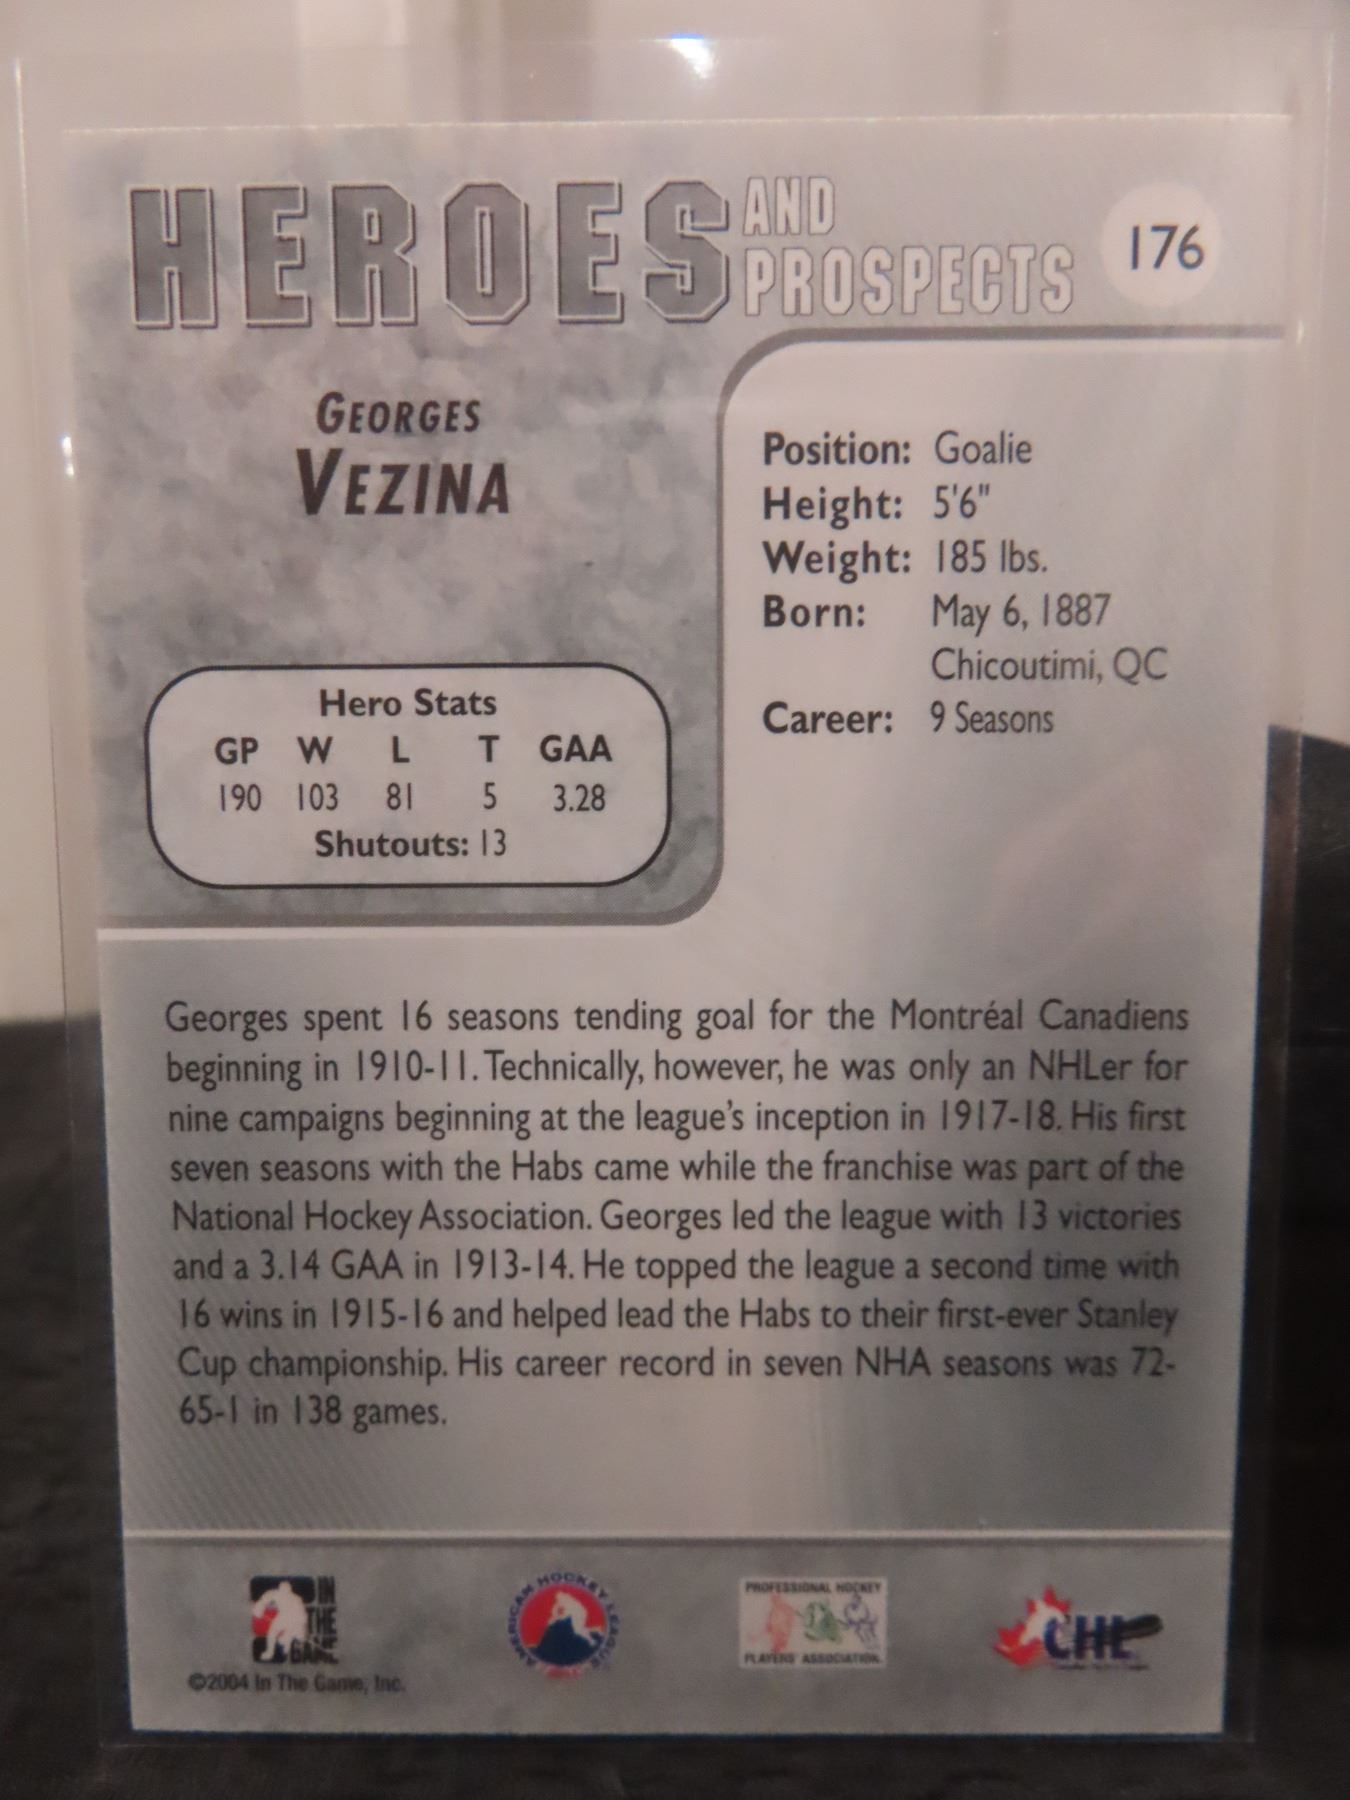 HEROES AND PROSPECTS
176
GEORGES
VEZINA
Position: Goalie
Height: 5'6"
Weight: 185 lbs.
Born: May 6, 1887
Chicoutimi, QC
Career: 9 Seasons
Hero Stats
GP W L T GAA
190 103 81 5 3.28
Shutouts: 13
Georges spent 16 seasons tending goal for the Montréal Canadiens
beginning in 1910-11. Technically, however, he was only an NHLer for
nine campaigns beginning at the league's inception in 1917-18. His first
seven seasons with the Habs came while the franchise was part of the
National Hockey Association. Georges led the league with 13 victories
and a 3.14 GAA in 1913-14. He topped the league a second time with
16 wins in 1915-16 and helped lead the Habs to their first-ever Stanley
Cup championship. His career record in seven NHA seasons was 72-
65-1 in 138 games.
IN
THE
GAME
©2004 In The Game, Inc.
AMERICAN HOCKEY LEAGUE
PROFESSIONAL HOCKEY
PLAYERS' ASSOCIATION
CHL